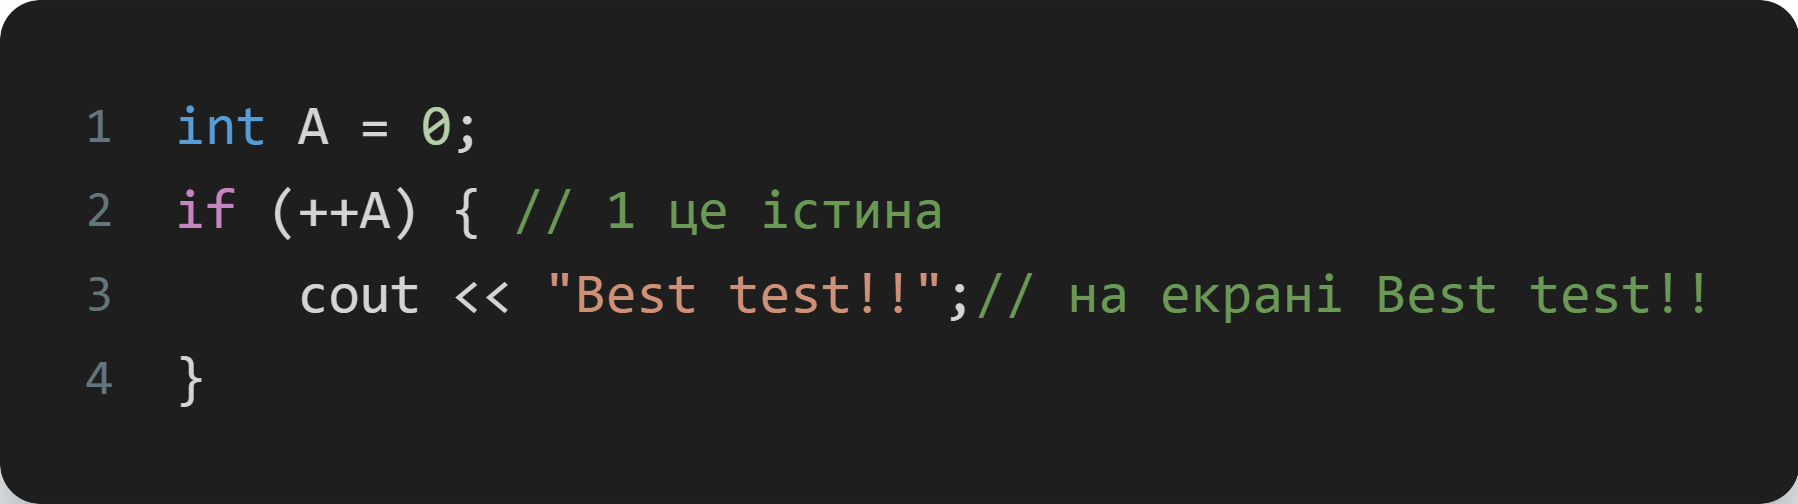 1 int A = 0;
2 if (++A) { // 1 це істина
3     cout << "Best test!!";// на екрані Best test!!
4 }